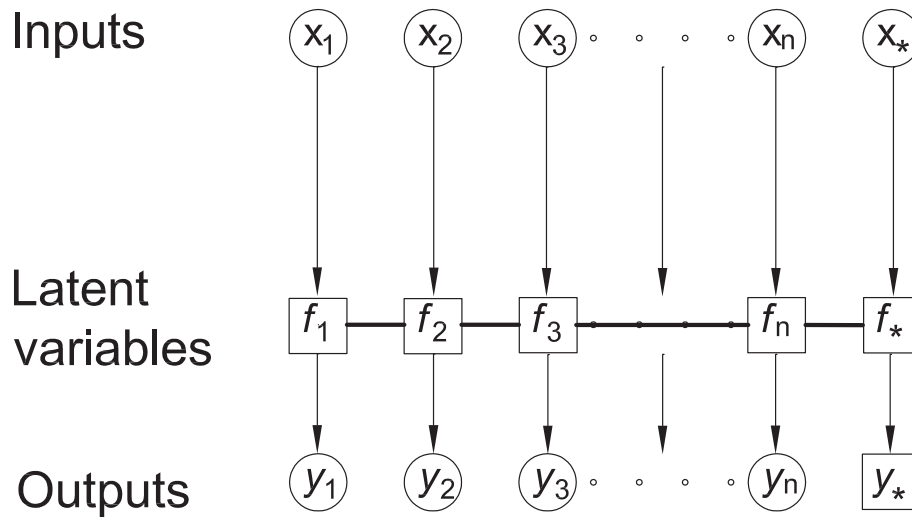 Inputs x₁ x₂ x₃ xₙ x*
Latent variables f₁ f₂ f₃ fₙ f*
Outputs y₁ y₂ y₃ yₙ y*